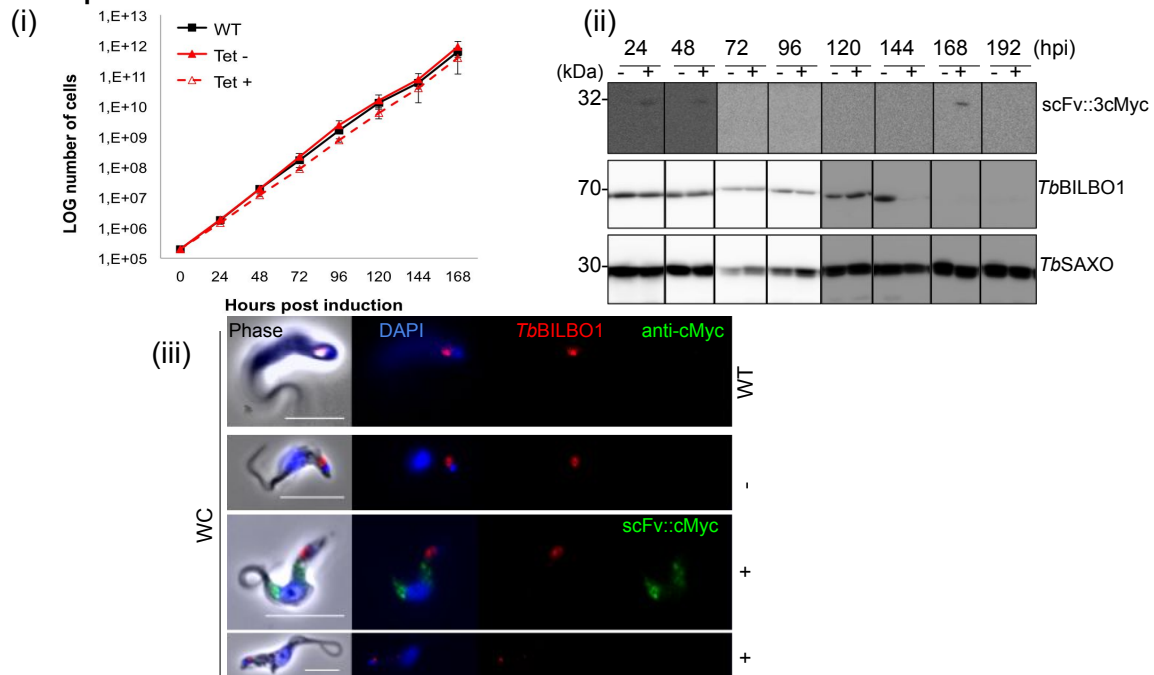 (i)
1,E+13
1,E+12
1,E+11
1,E+10
1,E+09
1,E+08
1,E+07
1,E+06
1,E+05
LOG number of cells
WT
Tet -
Tet +
0 24 48 72 96 120 144 168
Hours post induction
(ii)
24 48 72 96 120 144 168 192 (hpi)
(kDa) - + - + - + - + - + - + - + - +
32- scFv::3cMyc
70- TbBILBO1
30- TbSAXO
(iii)
Phase DAPI TbBILBO1 anti-cMyc
WT
-
WC
scFv::cMyc
+
+